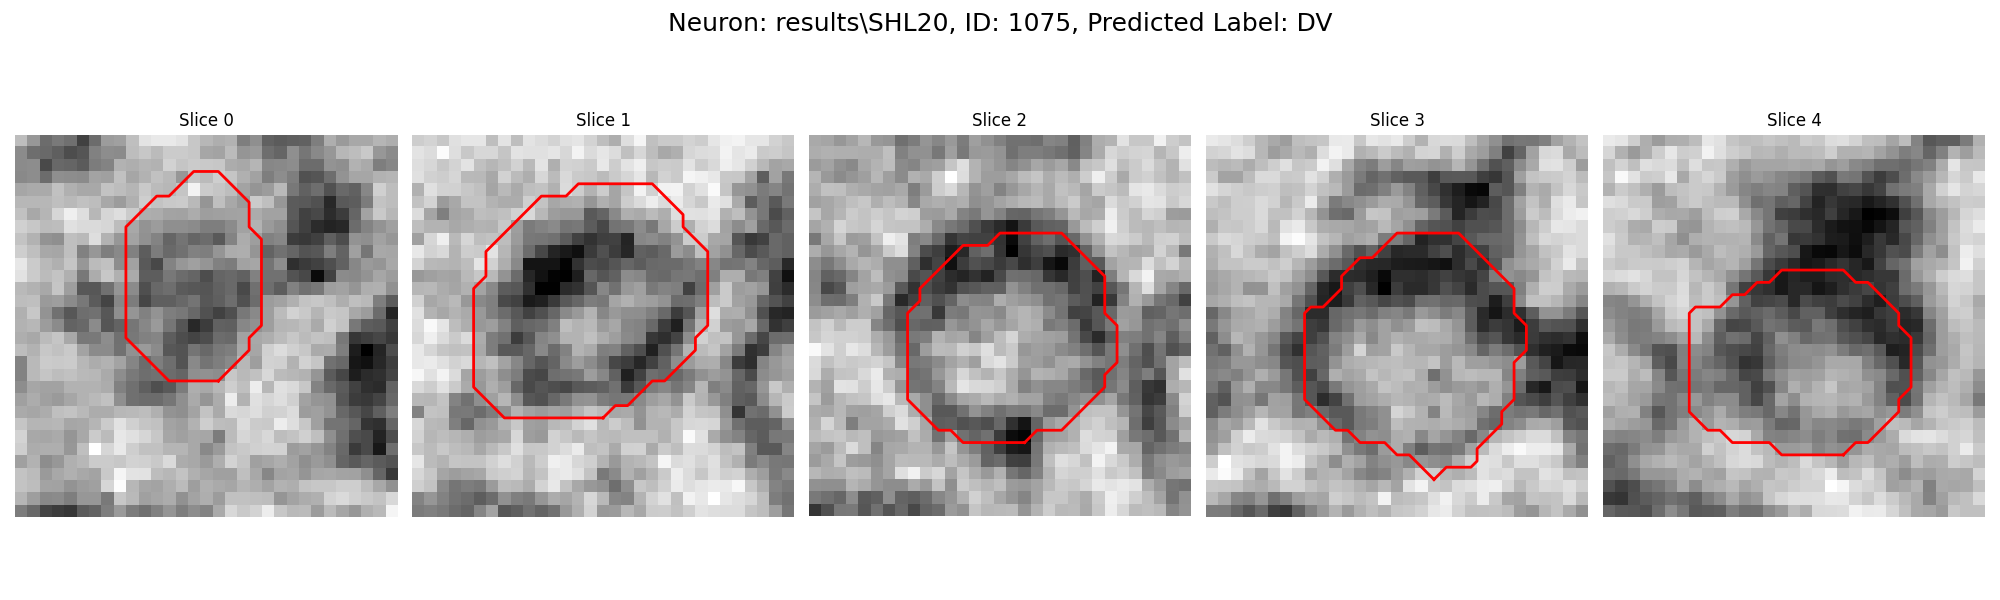 Neuron: results\SHL20, ID: 1075, Predicted Label: DV
Slice 0
Slice 1
Slice 2
Slice 3
Slice 4